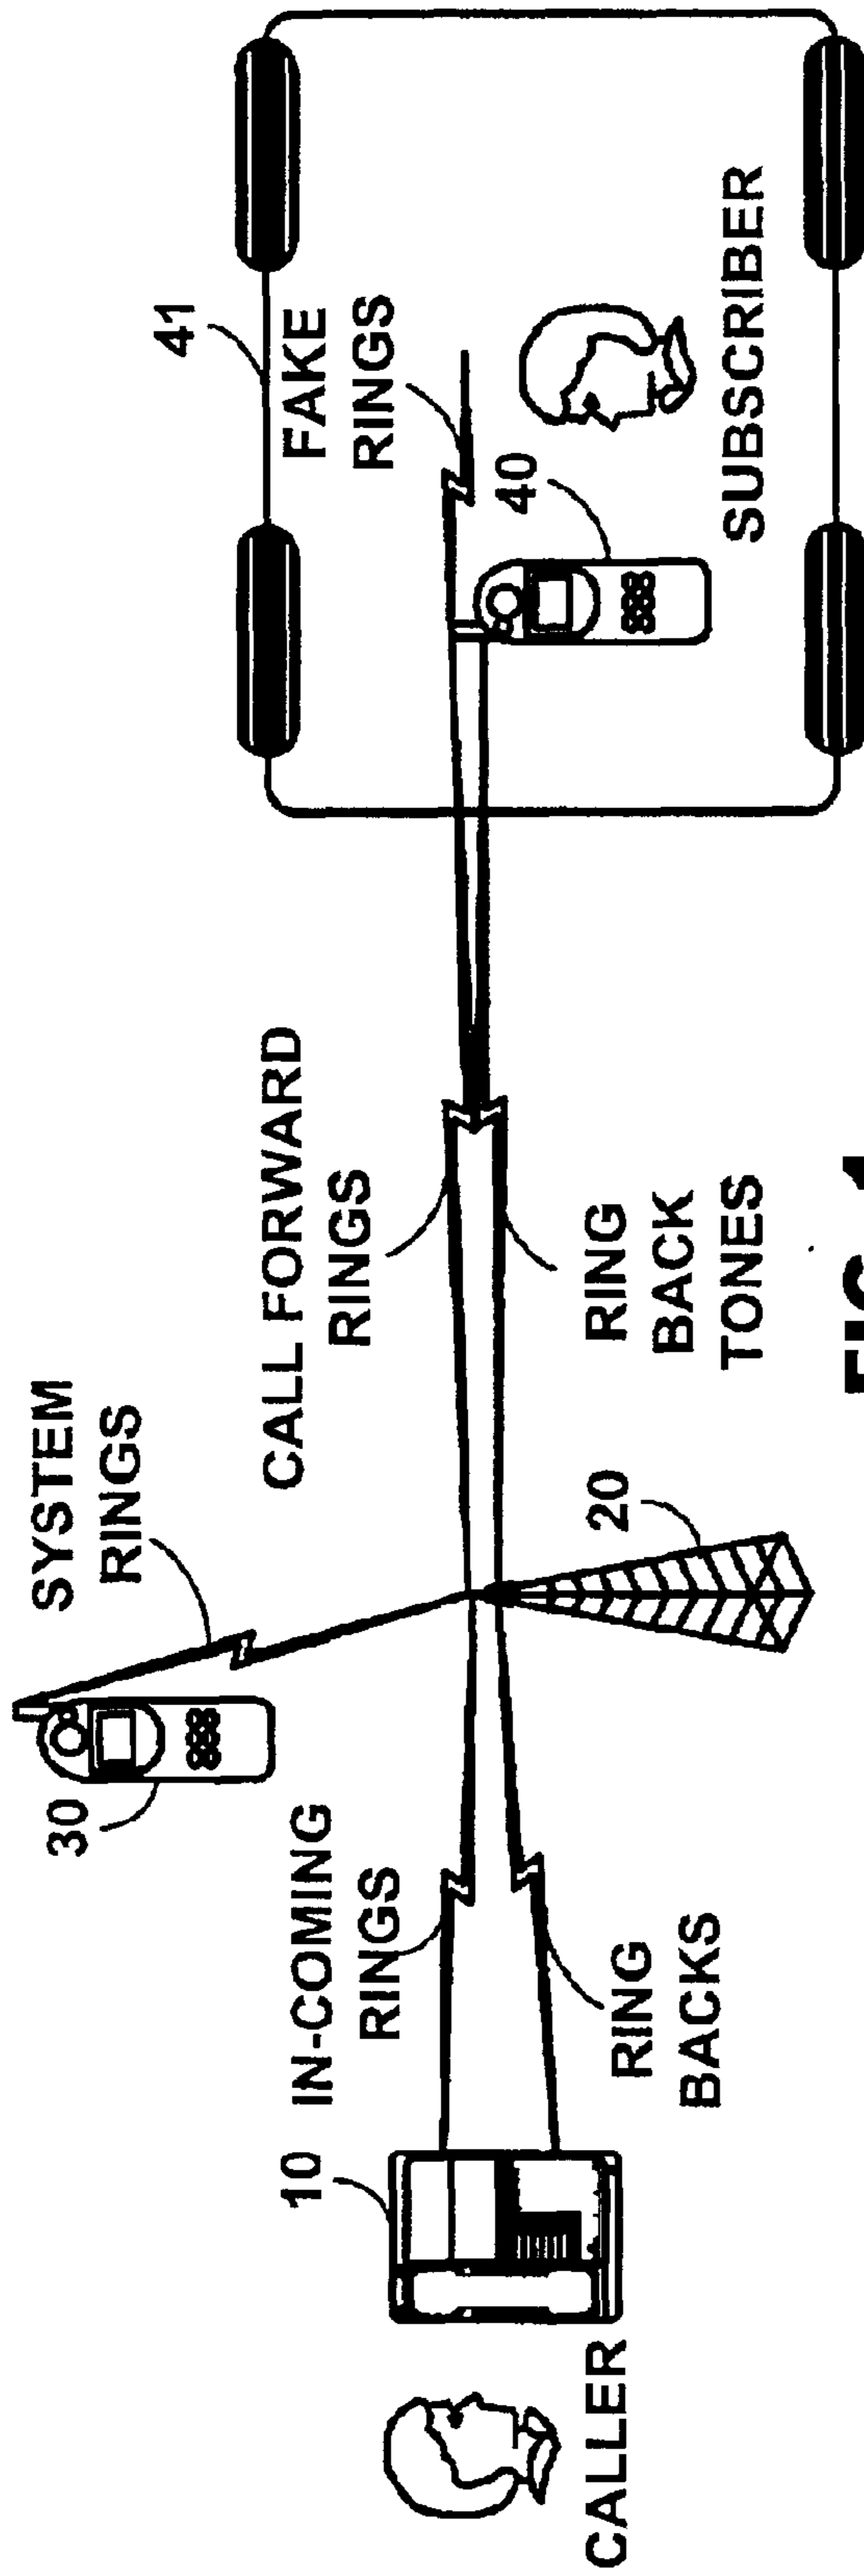 SYSTEM
RINGS
30
IN-COMING
RINGS
10
CALLER
RING
BACKS
20
CALL FORWARD
RINGS
RING
BACK
TONES
41
FAKE
RINGS
40
SUBSCRIBER